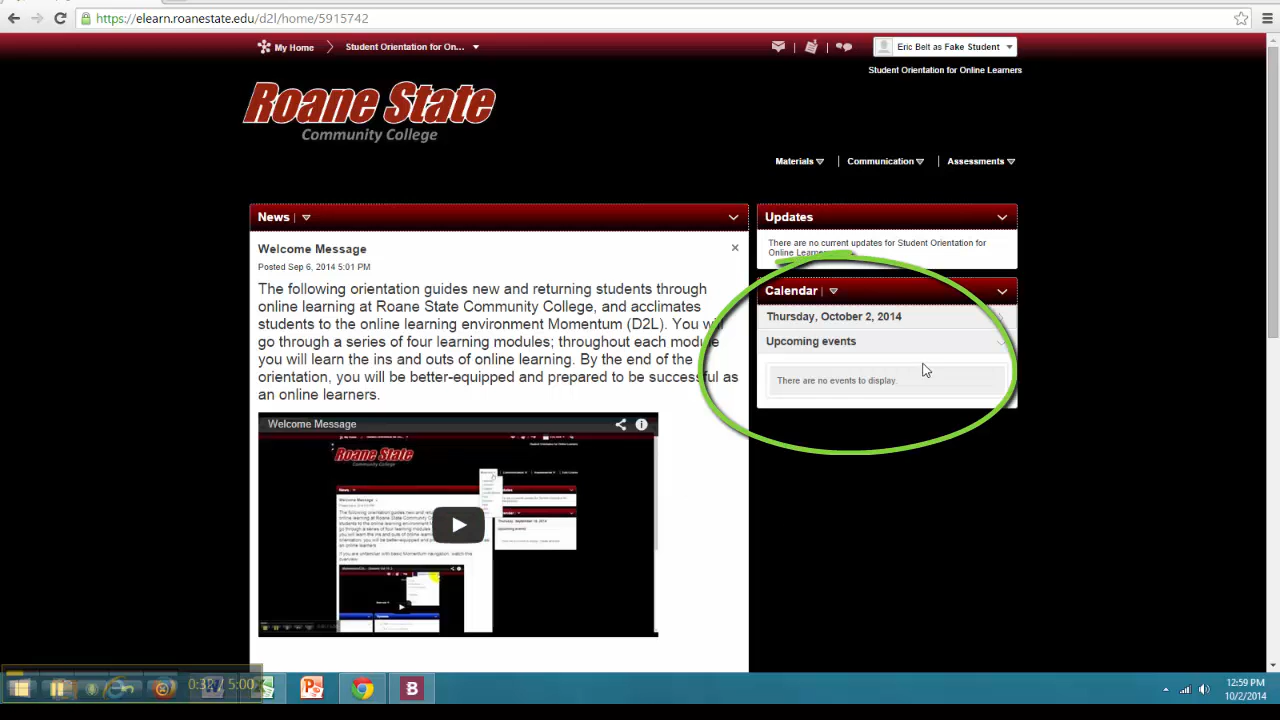 https://elearn.roanestate.edu/d2l/home/5915742
My Home
Student Orientation for On...
Eric Belt as Fake Student
Student Orientation for Online Learners
Roane State
Community College
Materials
Communication
Assessments
News
Welcome Message
Posted Sep 6, 2014 5:01 PM
The following orientation guides new and returning students through
online learning at Roane State Community College, and acclimates
students to the online learning environment Momentum (D2L). You will
go through a series of four learning modules; throughout each module
you will learn the ins and outs of online learning. By the end of the
orientation, you will be better-equipped and prepared to be successful as
an online learners.
Welcome Message
Roane State
Community College
Updates
There are no current updates for Student Orientation for
Online Learners
Calendar
Thursday, October 2, 2014
Upcoming events
There are no events to display.
0:32 / 5:00
12:59 PM
10/2/2014